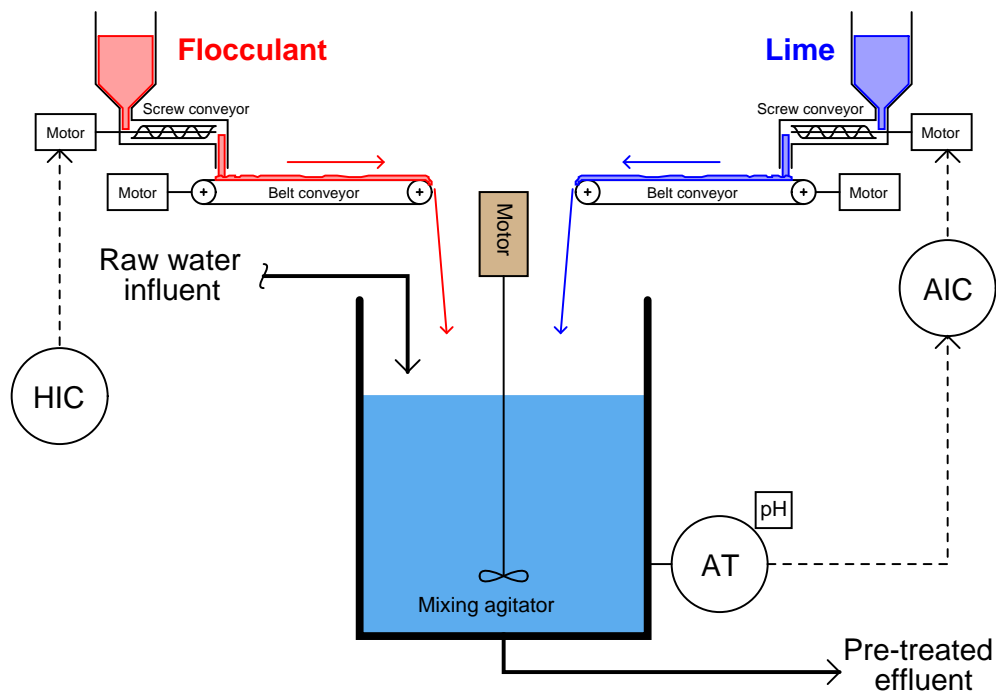 Flocculant
Lime
Screw conveyor
Screw conveyor
Motor
Motor
Motor
+
Belt conveyor
+
+
Belt conveyor
+
Motor
Motor
Raw water
influent
AIC
HIC
pH
AT
Mixing agitator
Pre-treated
effluent